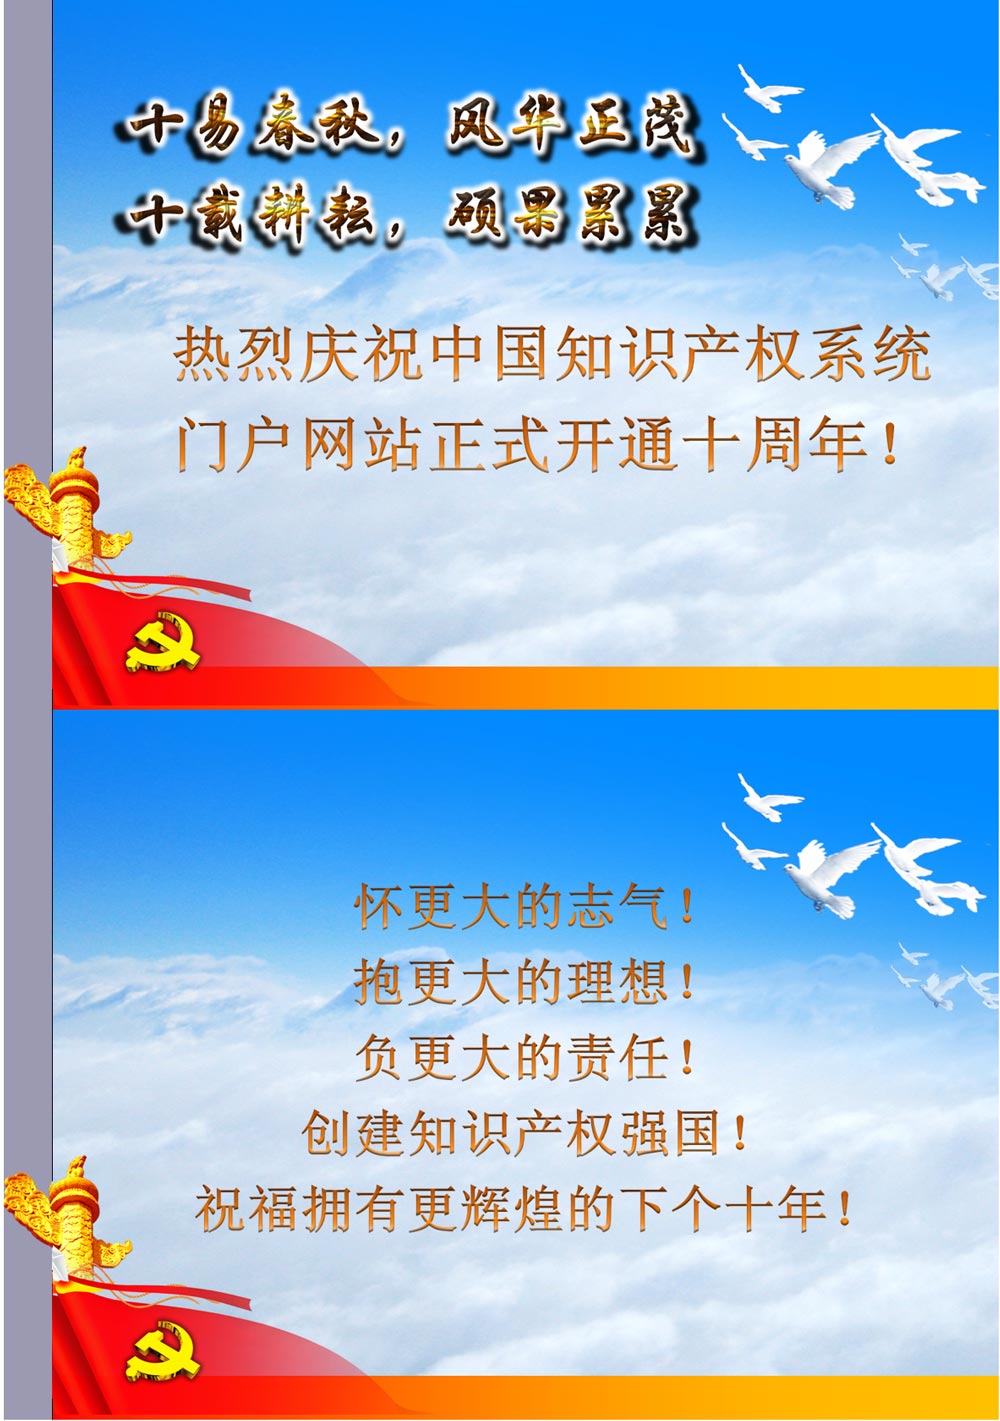 十易春秋，风华正茂
十载耕耘，硕果累累
热烈庆祝中国知识产权系统
门户网站正式开通十周年！
怀更大的志气！
抱更大的理想！
负更大的责任！
创建知识产权强国！
祝福拥有更辉煌的下个十年！